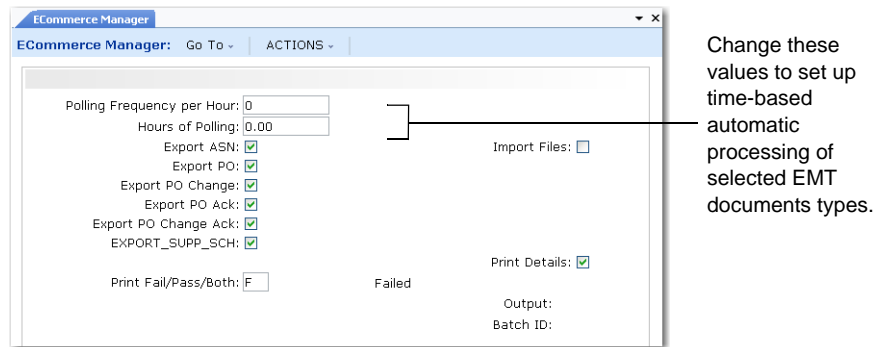 ECommerce Manager
ECommerce Manager: Go To ACTIONS
Polling Frequency per Hour: 0
Hours of Polling: 0.00
Export ASN: Import Files:
Export PO:
Export PO Change:
Export PO Ack:
Export PO Change Ack:
EXPORT_SUPP_SCH:
Print Details:
Print Fail/Pass/Both: F Failed
Output:
Batch ID:
Change these
values to set up
time-based
automatic
processing of
selected EMT
documents types.